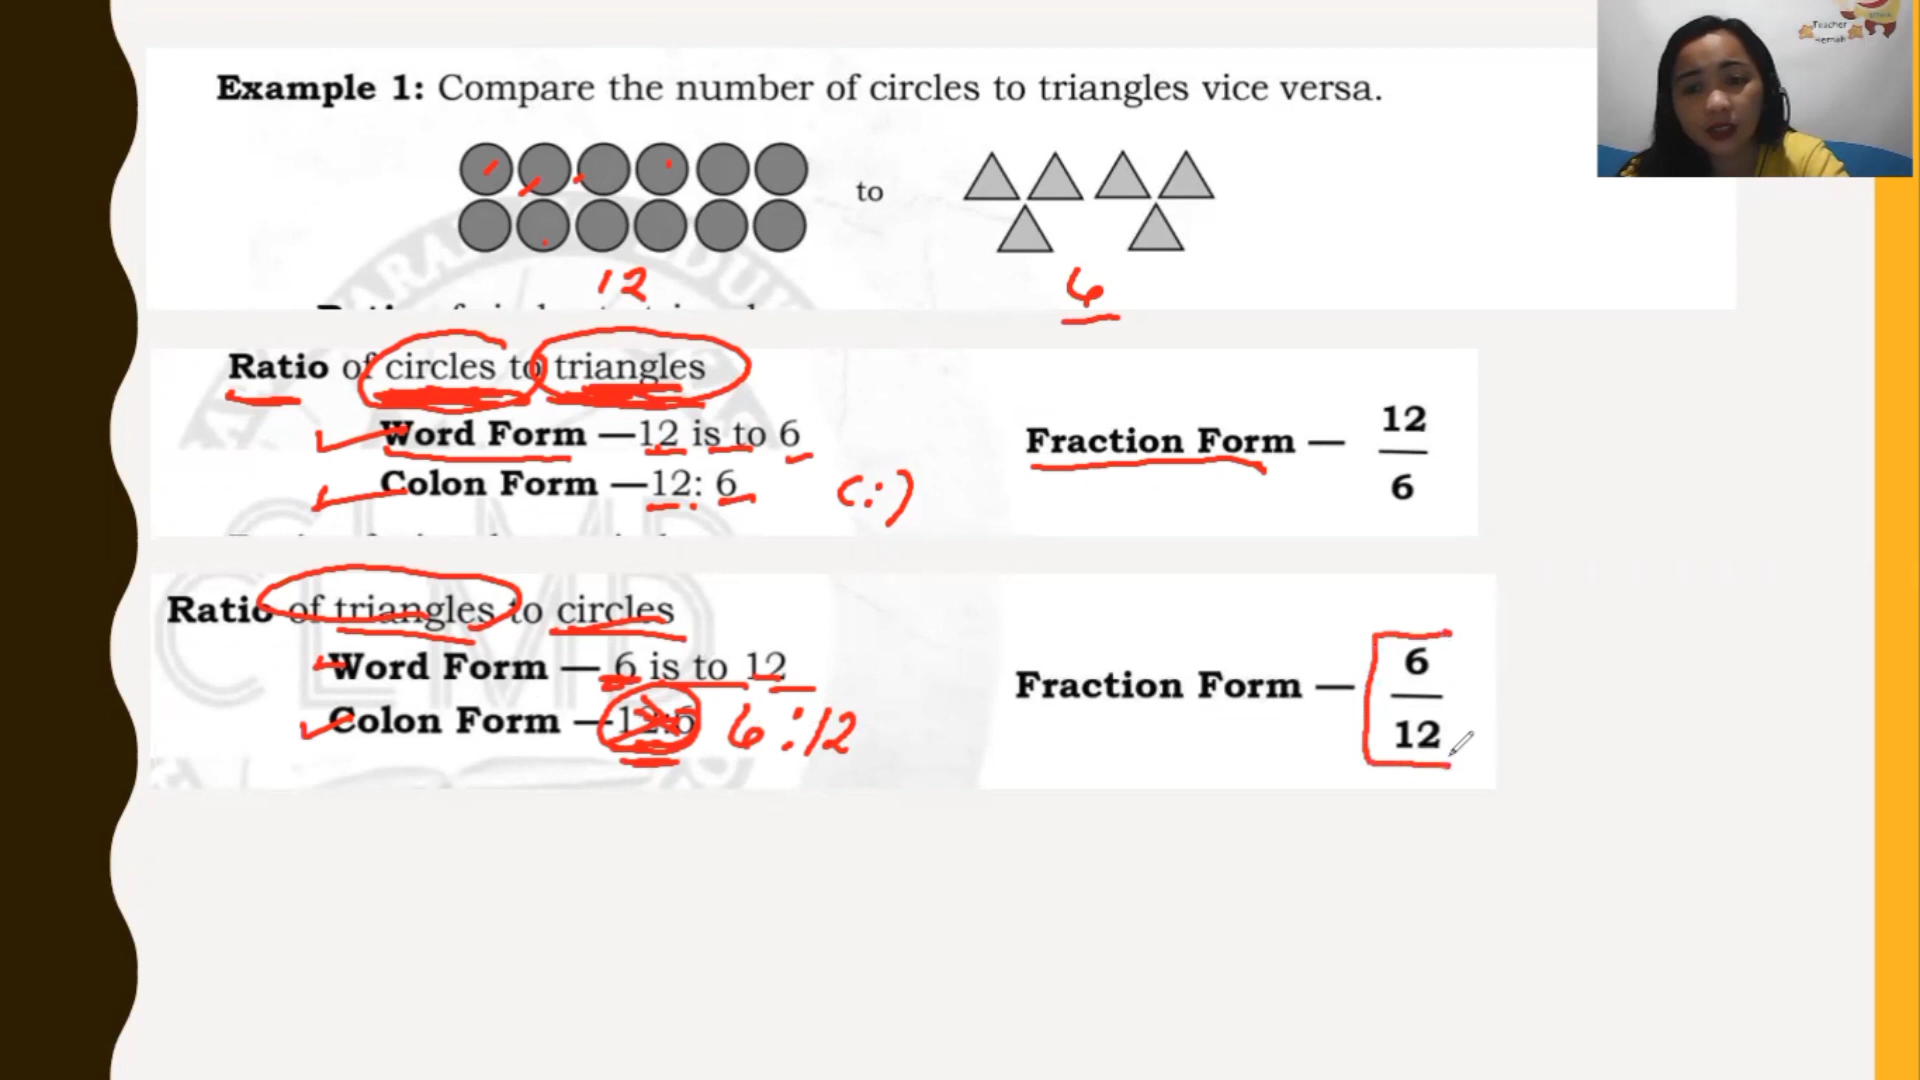 Teacher
Example 1: Compare the number of circles to triangles vice versa.
to
12
6
Ratio of circles to triangles
Word Form —12 is to 6
Colon Form —12: 6 (:)
Fraction Form — 12
6
Ratio of triangles to circles
Word Form — 6 is to 12
Colon Form —12:6 6:12
Fraction Form — 6
12